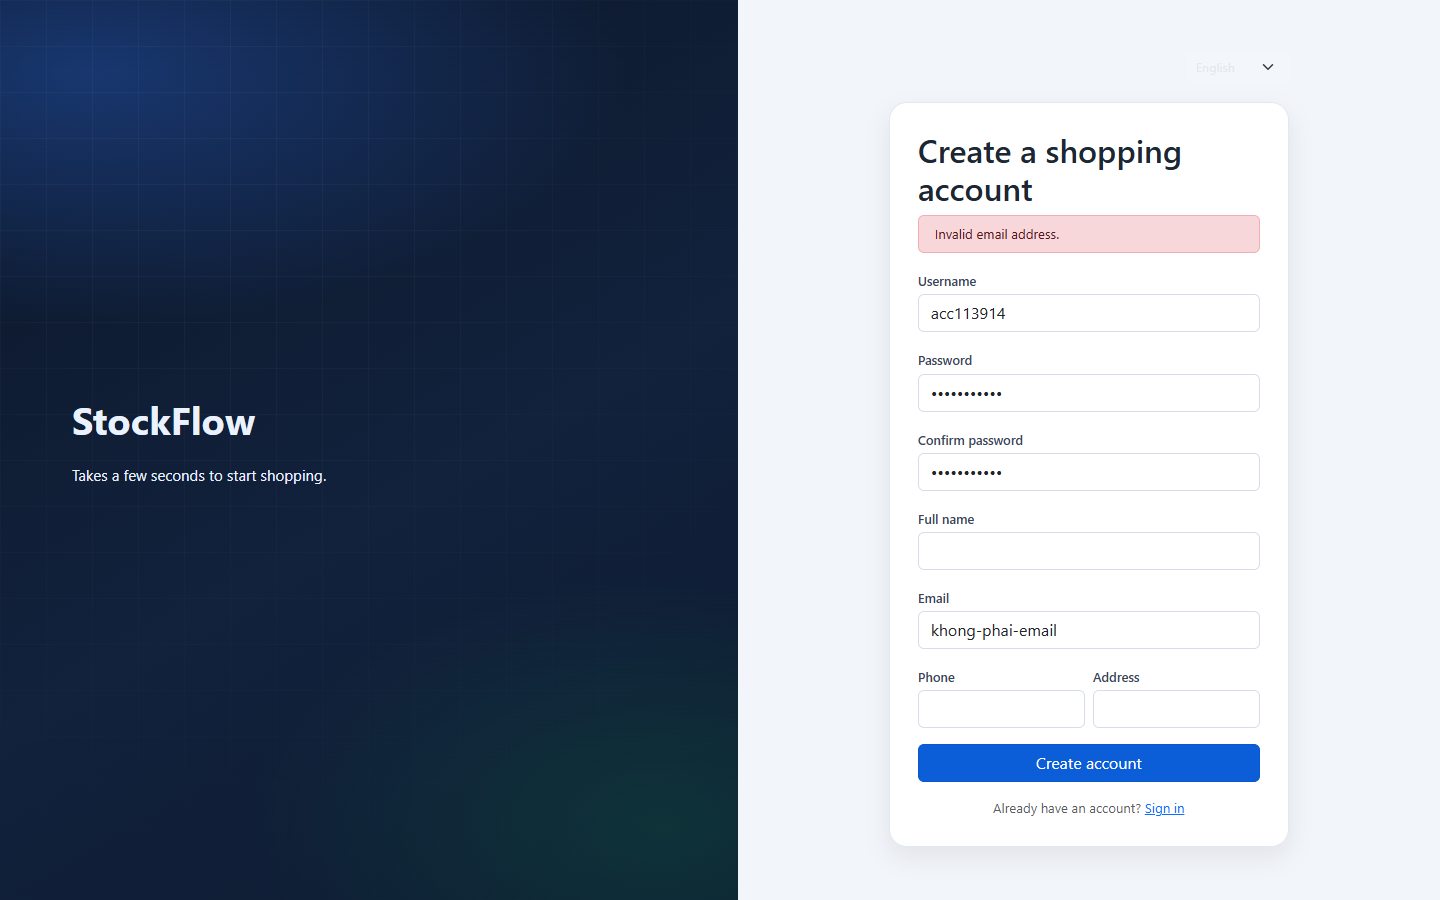 English
Create a shopping
account
Invalid email address.
Username
acc113914
Password
•••••••••••
Confirm password
•••••••••••
Full name
Email
khong-phai-email
Phone Address
Create account
Already have an account? Sign in
StockFlow
Takes a few seconds to start shopping.